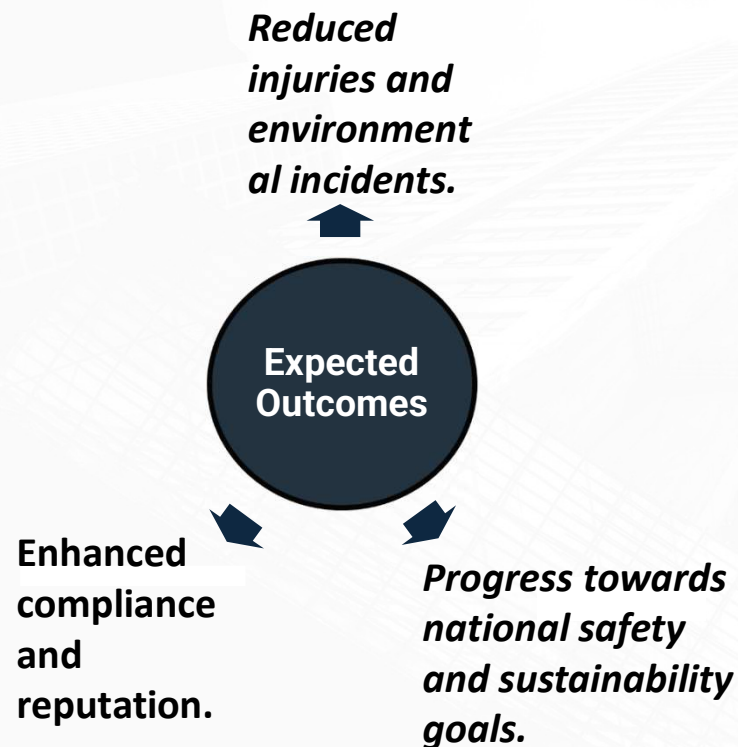 Reduced
injuries and
environment
al incidents.
Expected
Outcomes
Enhanced
compliance
and
reputation.
Progress towards
national safety
and sustainability
goals.